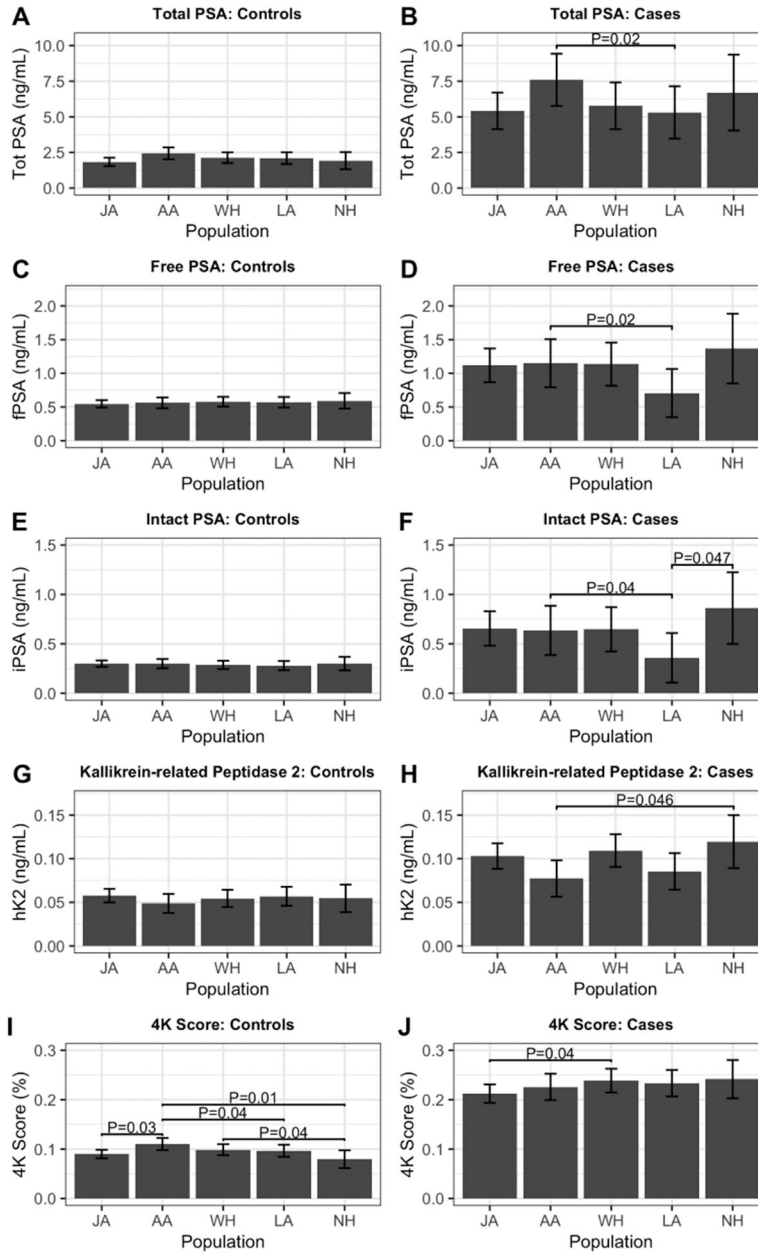 A
Total PSA: Controls
10.0
7.5
5.0
2.5
0.0
Tot PSA (ng/mL)
JA AA WH LA NH
Population
B
Total PSA: Cases
P=0.02
10.0
7.5
5.0
2.5
0.0
Tot PSA (ng/mL)
JA AA WH LA NH
Population
C
Free PSA: Controls
2.0
1.5
1.0
0.5
0.0
fPSA (ng/mL)
JA AA WH LA NH
Population
D
Free PSA: Cases
P=0.02
2.0
1.5
1.0
0.5
0.0
fPSA (ng/mL)
JA AA WH LA NH
Population
E
Intact PSA: Controls
1.5
1.0
0.5
0.0
iPSA (ng/mL)
JA AA WH LA NH
Population
F
Intact PSA: Cases
P=0.047
P=0.04
1.5
1.0
0.5
0.0
iPSA (ng/mL)
JA AA WH LA NH
Population
G
Kallikrein-related Peptidase 2: Controls
0.15
0.10
0.05
0.00
hK2 (ng/mL)
JA AA WH LA NH
Population
H
Kallikrein-related Peptidase 2: Cases
P=0.046
0.15
0.10
0.05
0.00
hK2 (ng/mL)
JA AA WH LA NH
Population
I
4K Score: Controls
P=0.01
P=0.04
P=0.03
P=0.04
0.3
0.2
0.1
0.0
4K Score (%)
JA AA WH LA NH
Population
J
4K Score: Cases
P=0.04
0.3
0.2
0.1
0.0
4K Score (%)
JA AA WH LA NH
Population